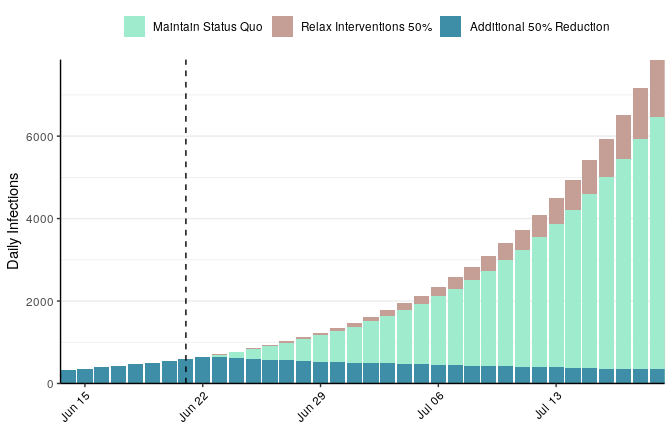 Maintain Status Quo Relax Interventions 50% Additional 50% Reduction
Daily Infections
6000
4000
2000
0
Jun 15 Jun 22 Jun 29 Jul 06 Jul 13